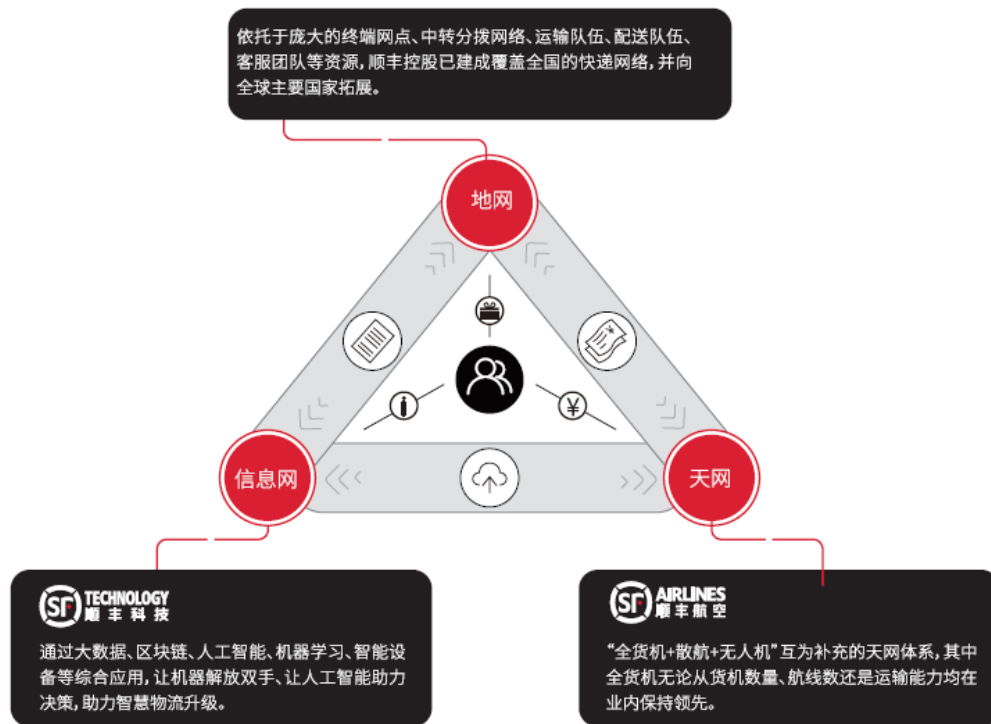 依托于庞大的终端网点、中转分拨网络、运输队伍、配送队伍、
客服团队等资源，顺丰控股已建成覆盖全国的快递网络，并向
全球主要国家拓展。
地网
¥
信息网
天网
SF TECHNOLOGY
顺丰科技
通过大数据、区块链、人工智能、机器学习、智能设
备等综合应用，让机器解放双手、让人工智能助力
决策，助力智慧物流升级。
SF AIRLINES
顺丰航空
“全货机+散航+无人机”互为补充的天网体系，其中
全货机无论从货机数量、航线数还是运输能力均在
业内保持领先。